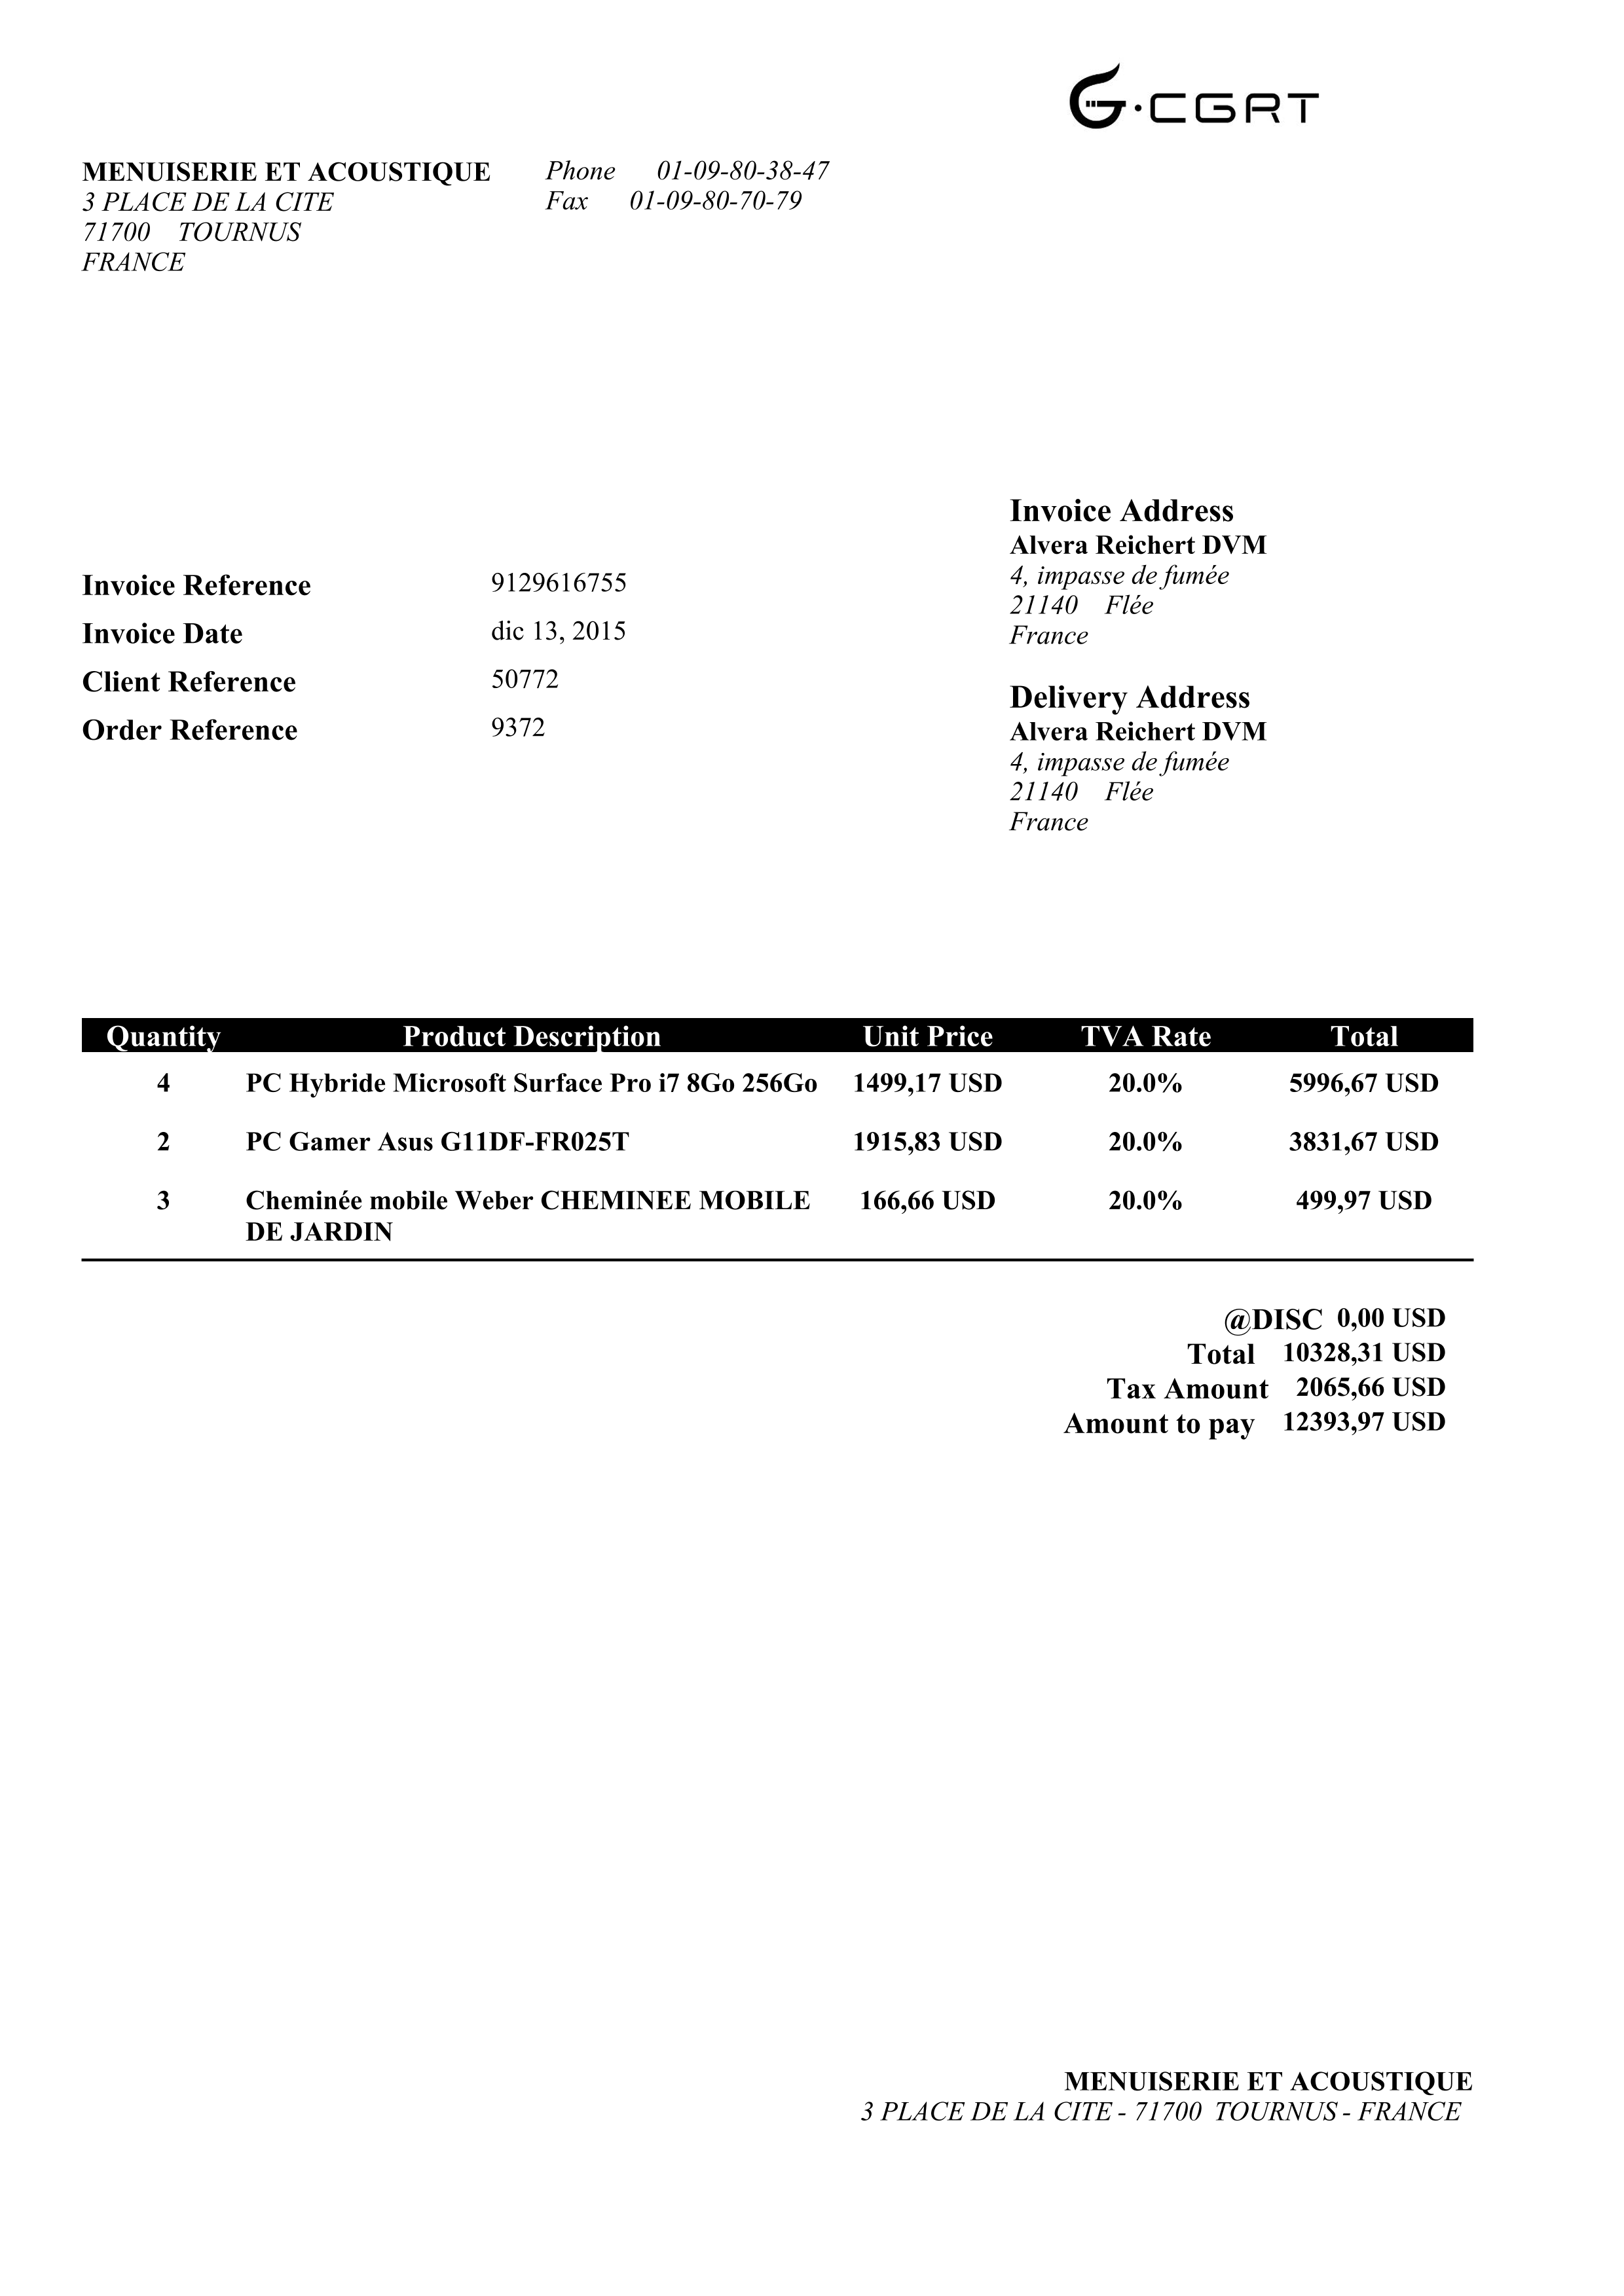 G·CGRT
MENUISERIE ET ACOUSTIQUE
3 PLACE DE LA CITE
71700 TOURNUS
FRANCE
Phone 01-09-80-38-47
Fax 01-09-80-70-79
Invoice Reference 9129616755
Invoice Date dic 13, 2015
Client Reference 50772
Order Reference 9372
Invoice Address
Alvera Reichert DVM
4, impasse de fumée
21140 Flée
France
Delivery Address
Alvera Reichert DVM
4, impasse de fumée
21140 Flée
France
Quantity Product Description Unit Price TVA Rate Total
4 PC Hybride Microsoft Surface Pro i7 8Go 256Go 1499,17 USD 20.0% 5996,67 USD
2 PC Gamer Asus G11DF-FR025T 1915,83 USD 20.0% 3831,67 USD
3 Cheminée mobile Weber CHEMINEE MOBILE 166,66 USD 20.0% 499,97 USD
DE JARDIN
@DISC 0,00 USD
Total 10328,31 USD
Tax Amount 2065,66 USD
Amount to pay 12393,97 USD
MENUISERIE ET ACOUSTIQUE
3 PLACE DE LA CITE - 71700 TOURNUS - FRANCE